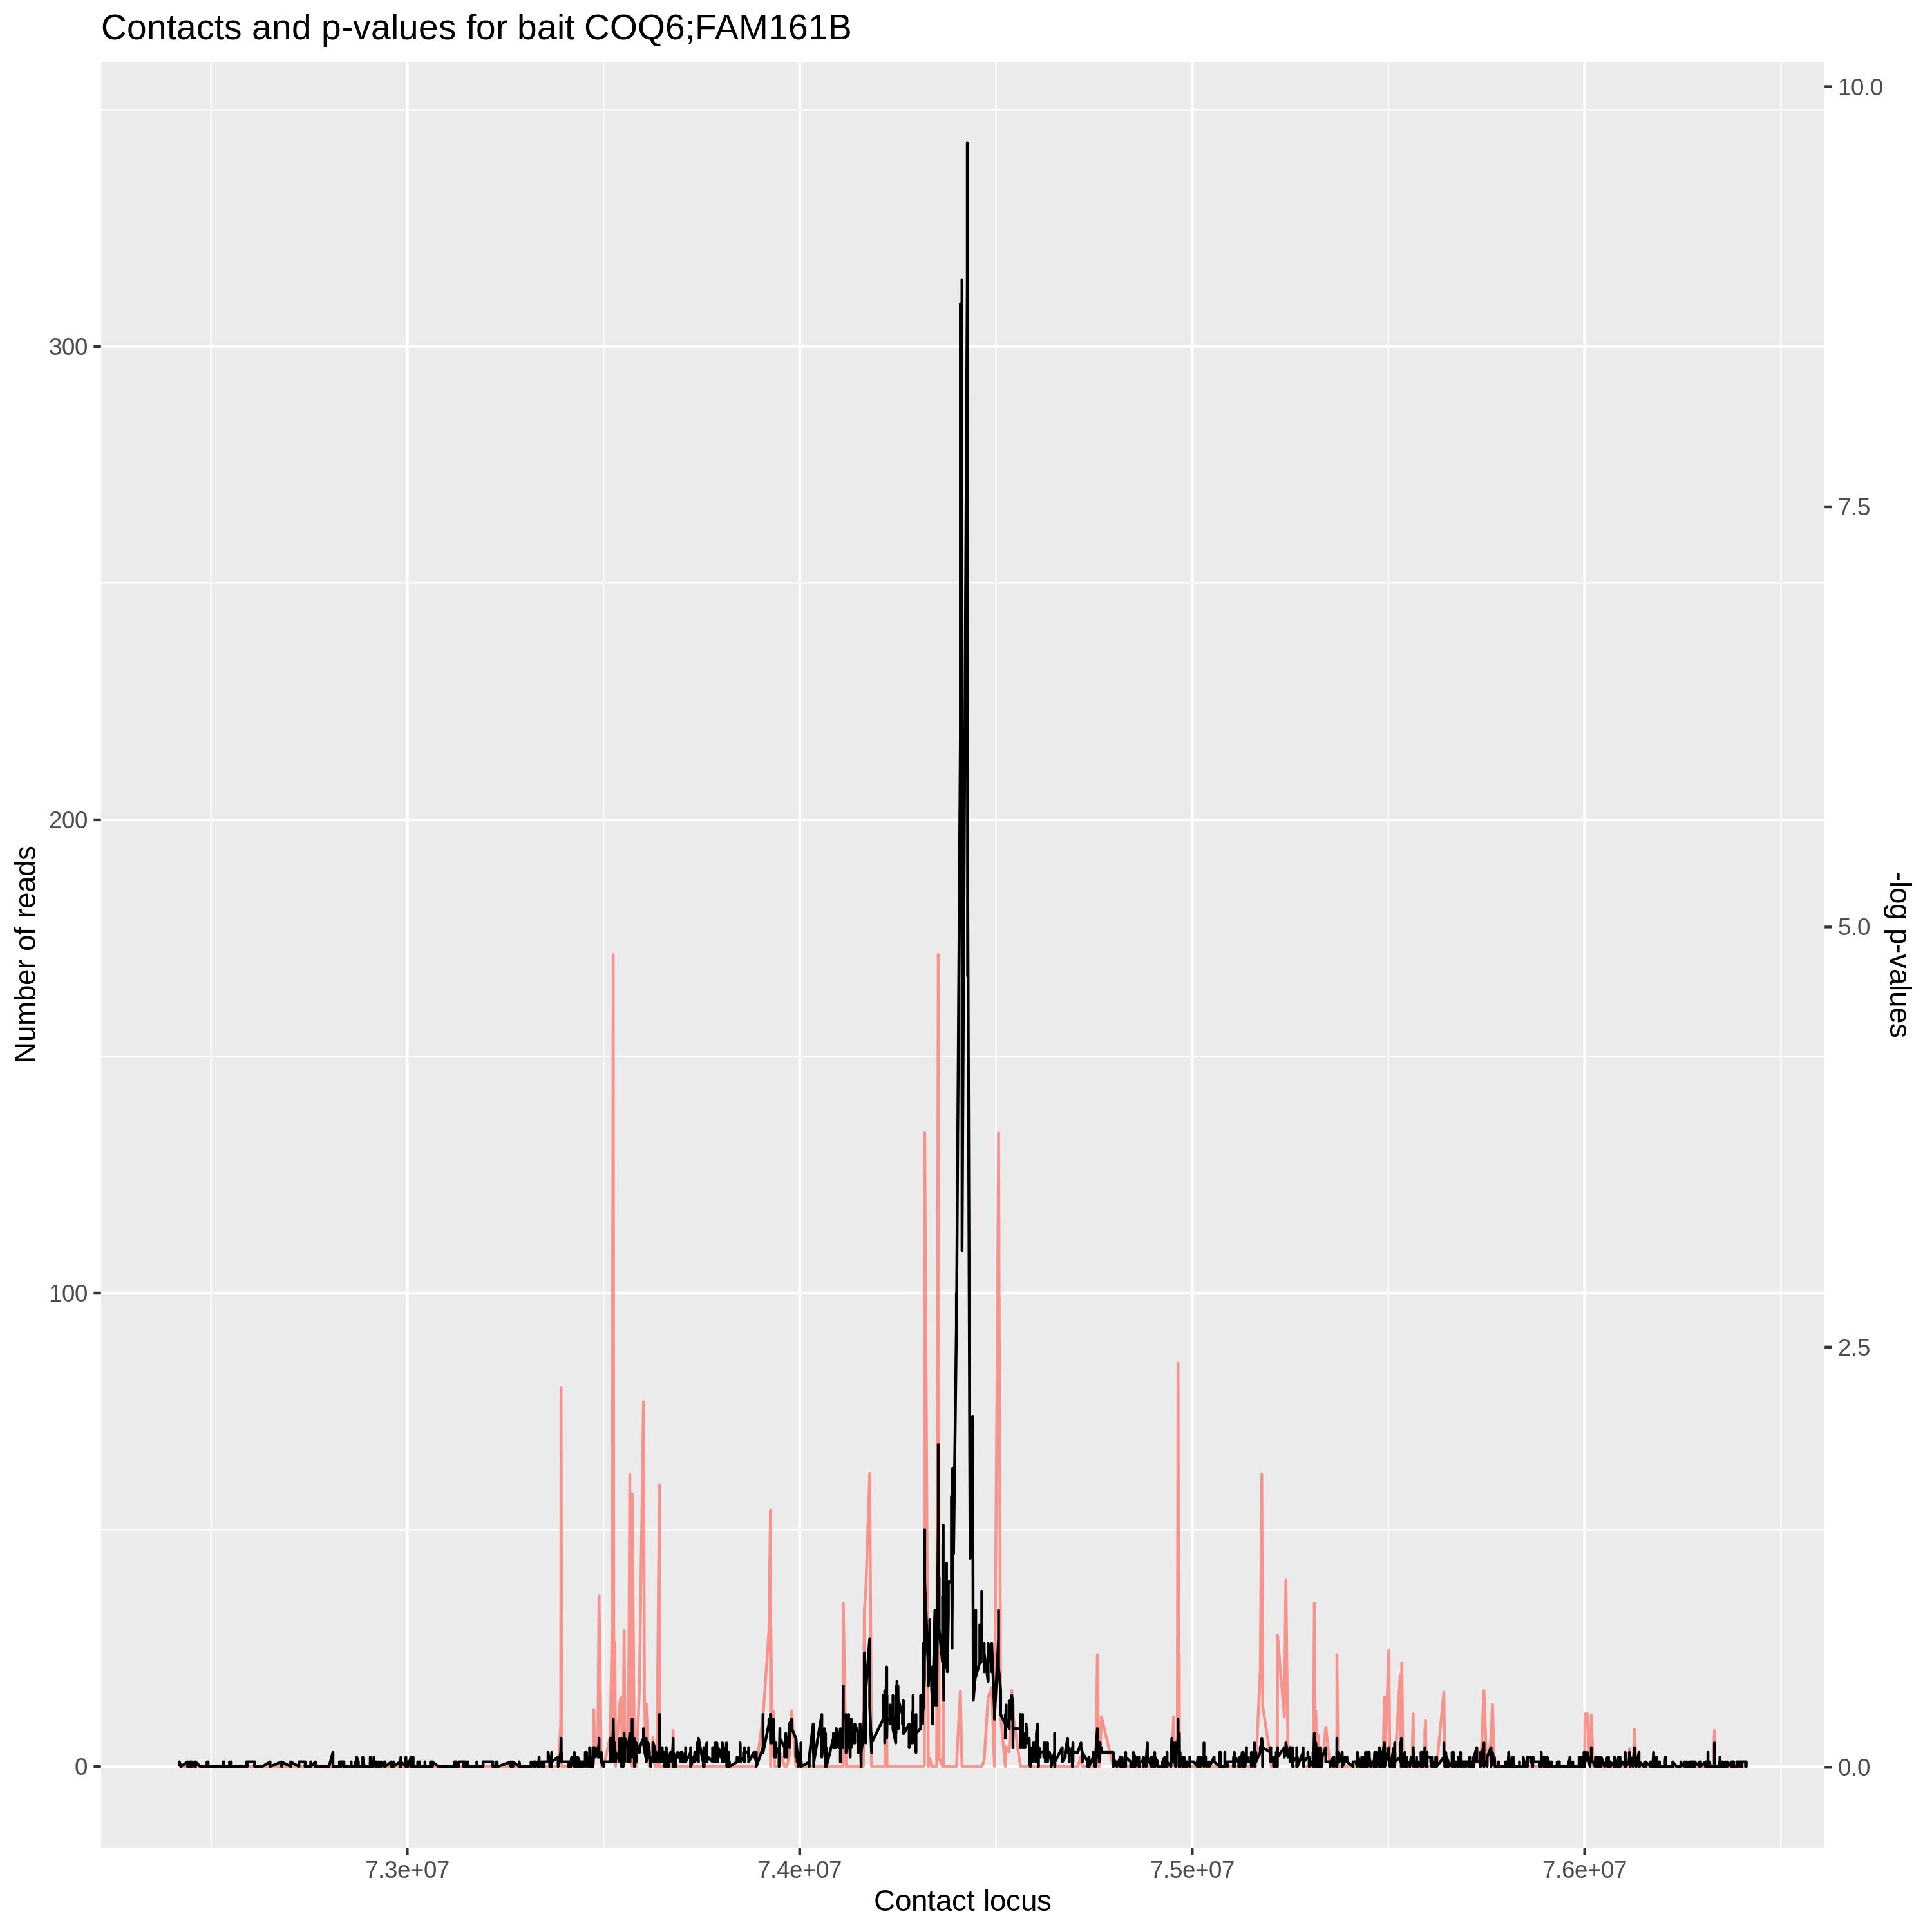 Contacts and p-values for bait COQ6;FAM161B
10.0
300
7.5
200
5.0
Number of reads
-log p-values
100
2.5
0
0.0
7.3e+07 7.4e+07 7.5e+07 7.6e+07
Contact locus